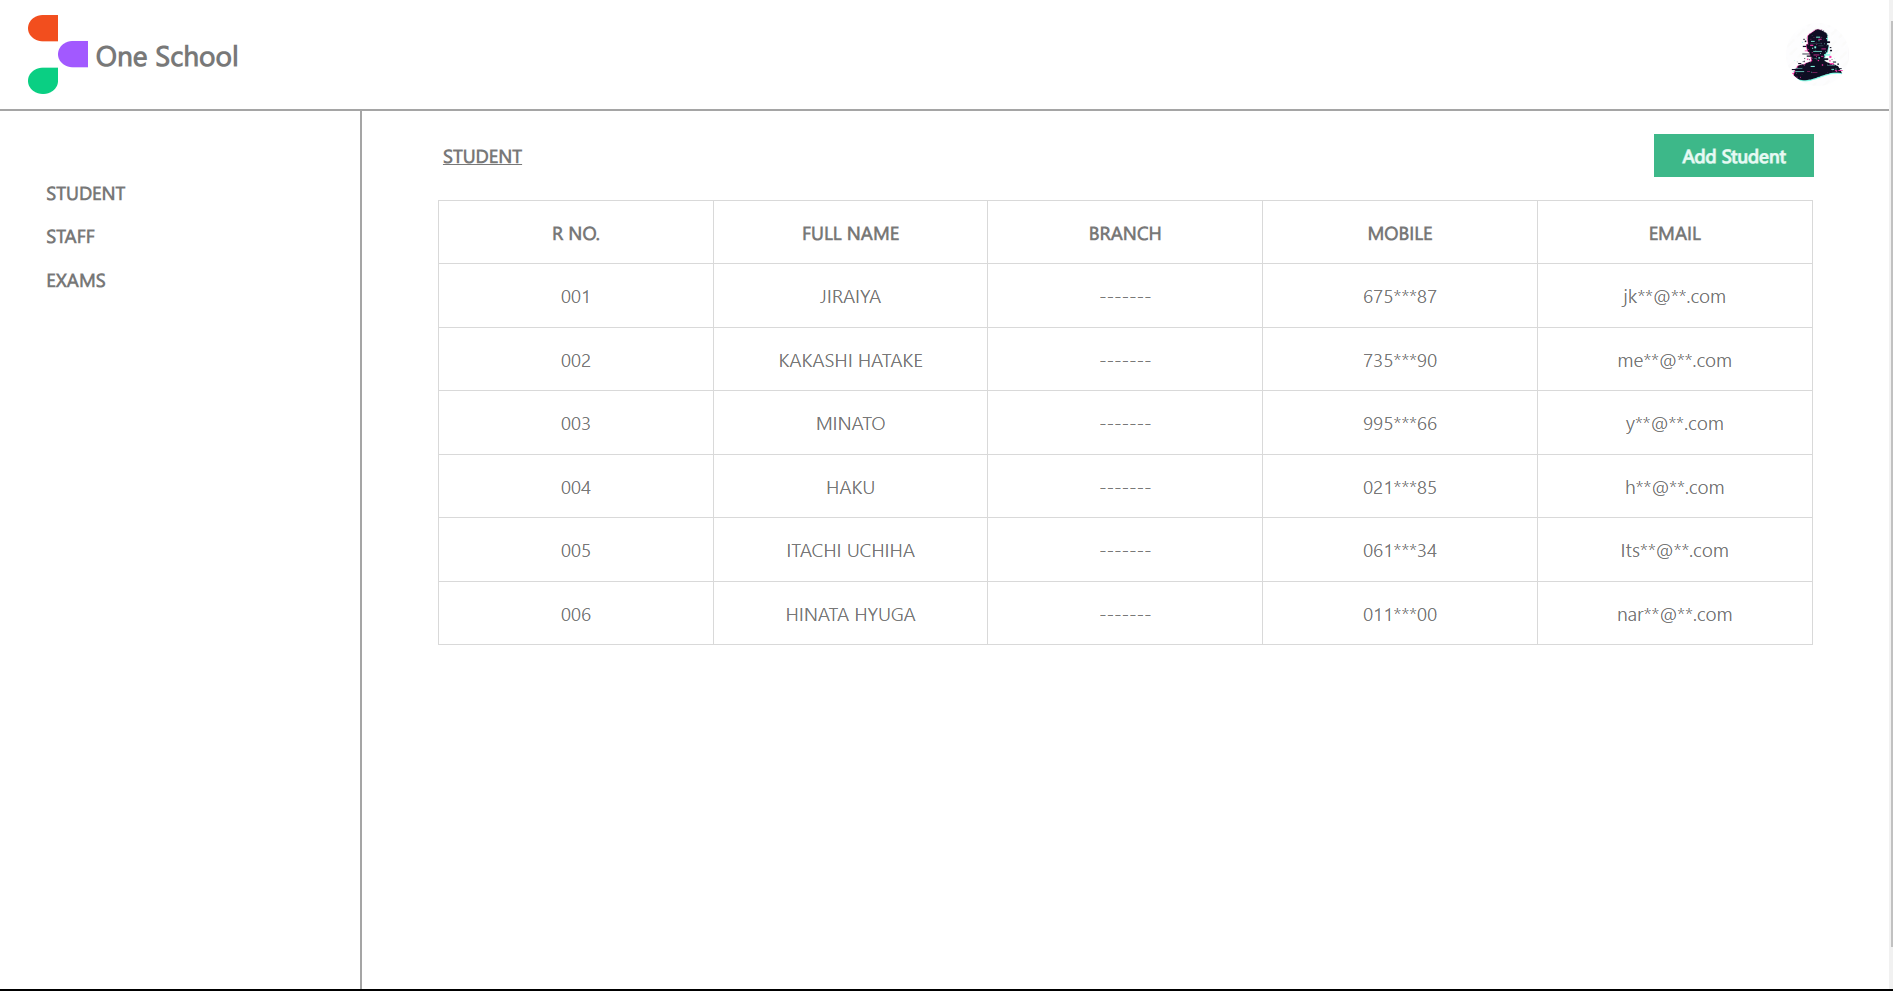 One School
STUDENT
STAFF
EXAMS
STUDENT
Add Student
R NO. FULL NAME BRANCH MOBILE EMAIL
001 JIRAIYA ------- 675***87 jk**@**.com
002 KAKASHI HATAKE ------- 735***90 me**@**.com
003 MINATO ------- 995***66 y**@**.com
004 HAKU ------- 021***85 h**@**.com
005 ITACHI UCHIHA ------- 061***34 Its**@**.com
006 HINATA HYUGA ------- 011***00 nar**@**.com